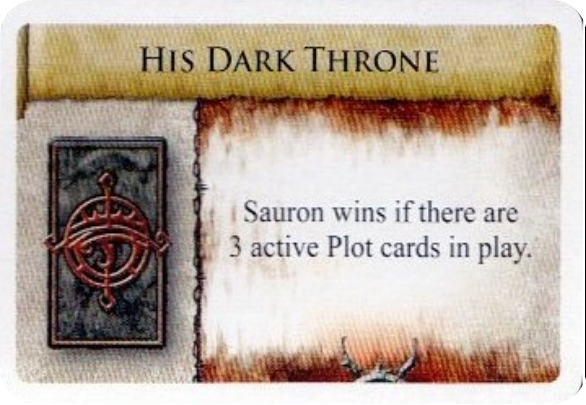 His Dark Throne
Sauron wins if there are
3 active Plot cards in play.